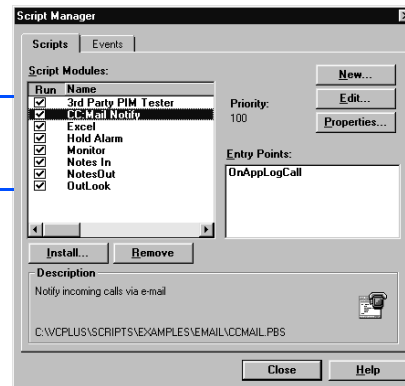 Script Manager
Scripts Events
Script Modules:
Run Name
3rd Party PIM Tester
CC:Mail Notify
Excel
Hold Alarm
Monitor
Notes In
NotesOut
OutLook
New...
Priority:
100
Edit...
Properties...
Entry Points:
OnAppLogCall
Install... Remove
Description
Notify incoming calls via e-mail
C:\VCPLUS\SCRIPTS\EXAMPLES\EMAIL\CCMAIL.PBS
Close Help